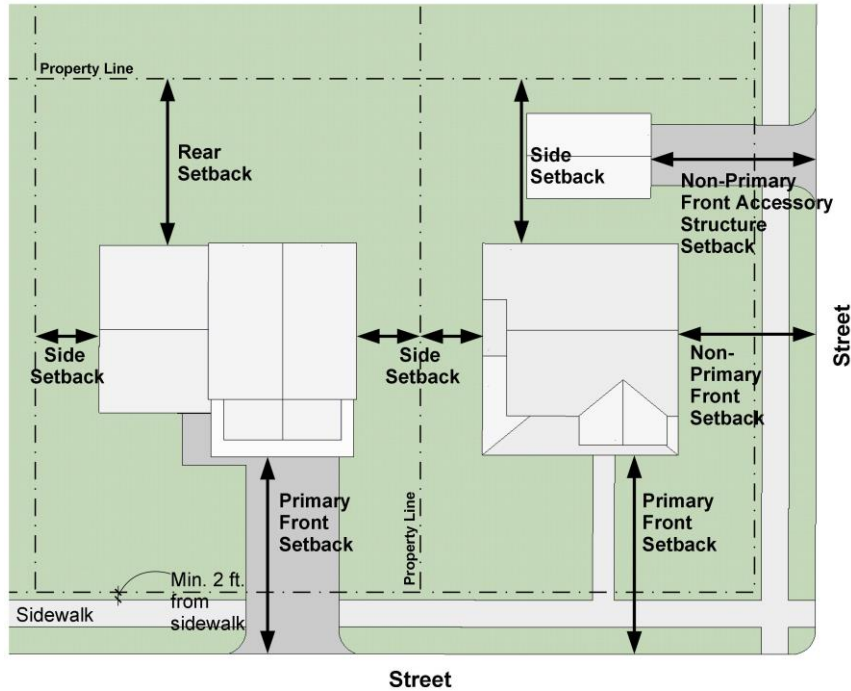 Property Line
Rear
Setback
Side
Setback
Non-Primary
Front Accessory
Structure
Setback
Side
Setback
Side
Setback
Non-
Primary
Front
Setback
Street
Primary
Front
Setback
Property Line
Primary
Front
Setback
Min. 2 ft.
from
sidewalk
Sidewalk
Street